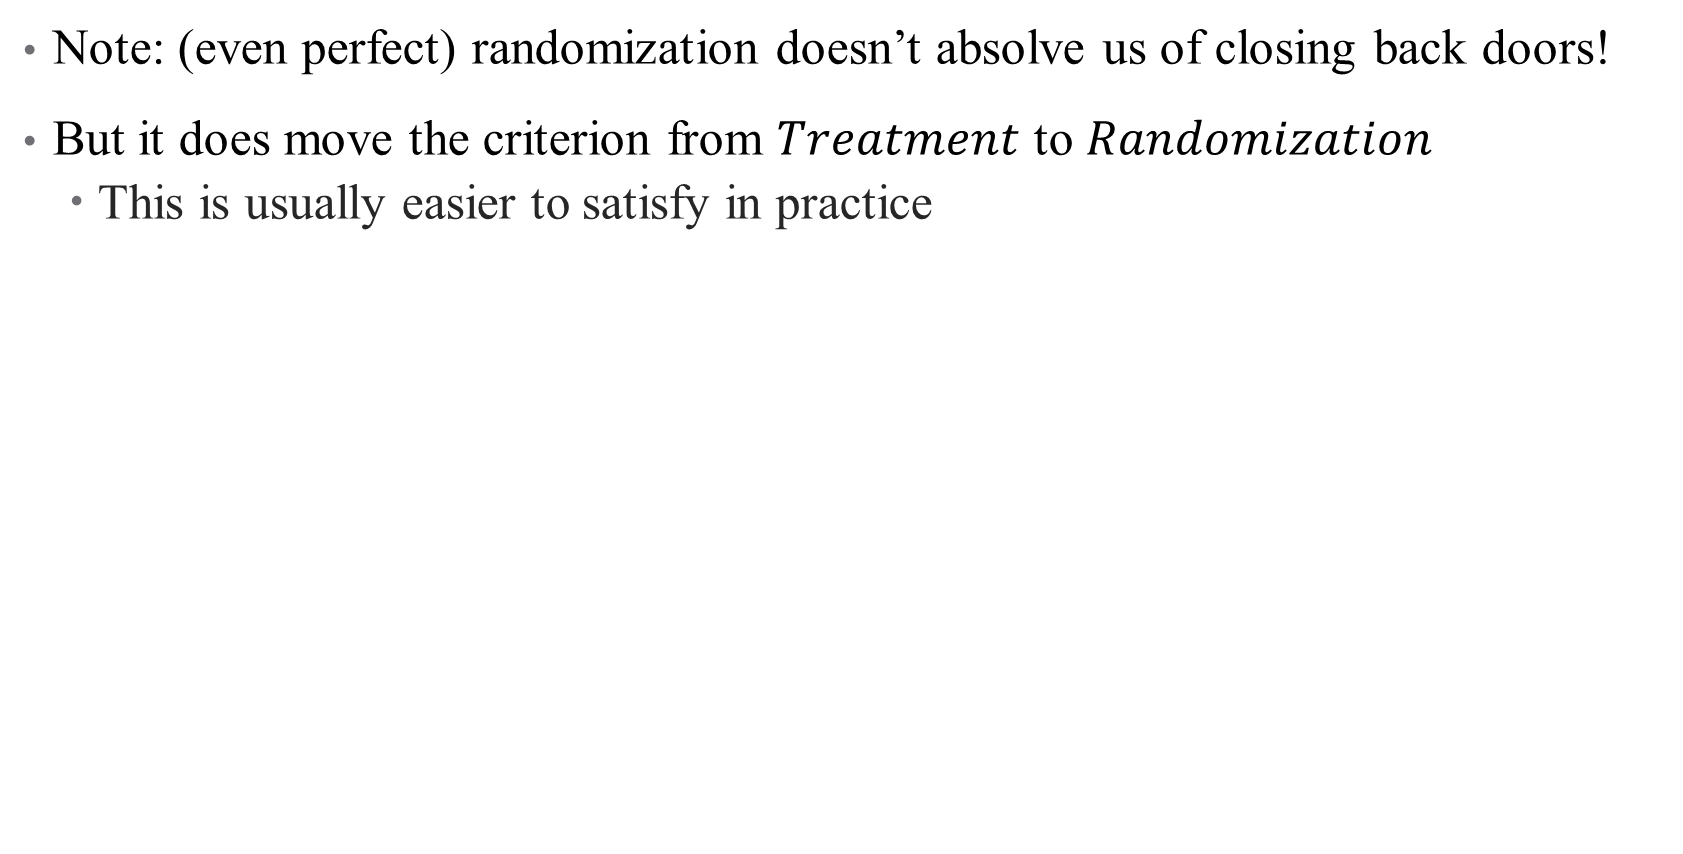 • Note: (even perfect) randomization doesn’t absolve us of closing back doors!
• But it does move the criterion from Treatment to Randomization
• This is usually easier to satisfy in practice